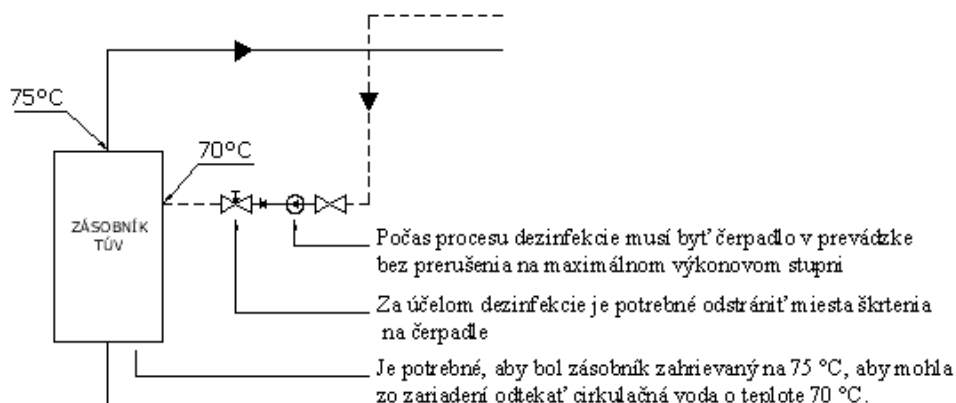 75°C
70°C
ZÁSOBNÍK
TÚV
Počas procesu dezinfekcie musí byť čerpadlo v prevádzke
bez prerušenia na maximálnom výkonovom stupni
Za účelom dezinfekcie je potrebné odstrániť miesta škrtenia
na čerpadle
Je potrebné, aby bol zásobník zahrievaný na 75 °C, aby mohla
zo zariadení odtekať cirkulačná voda o teplote 70 °C.